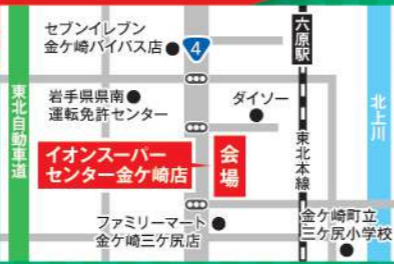 セブンイレブン
金ケ崎バイパス店
4
六原駅
東北自動車道
岩手県県南
運転免許センター
ダイソー
北上川
イオンスーパー
センター金ケ崎店
会場
東北本線
ファミリーマート
金ケ崎三ケ尻店
金ケ崎町立
三ケ尻小学校